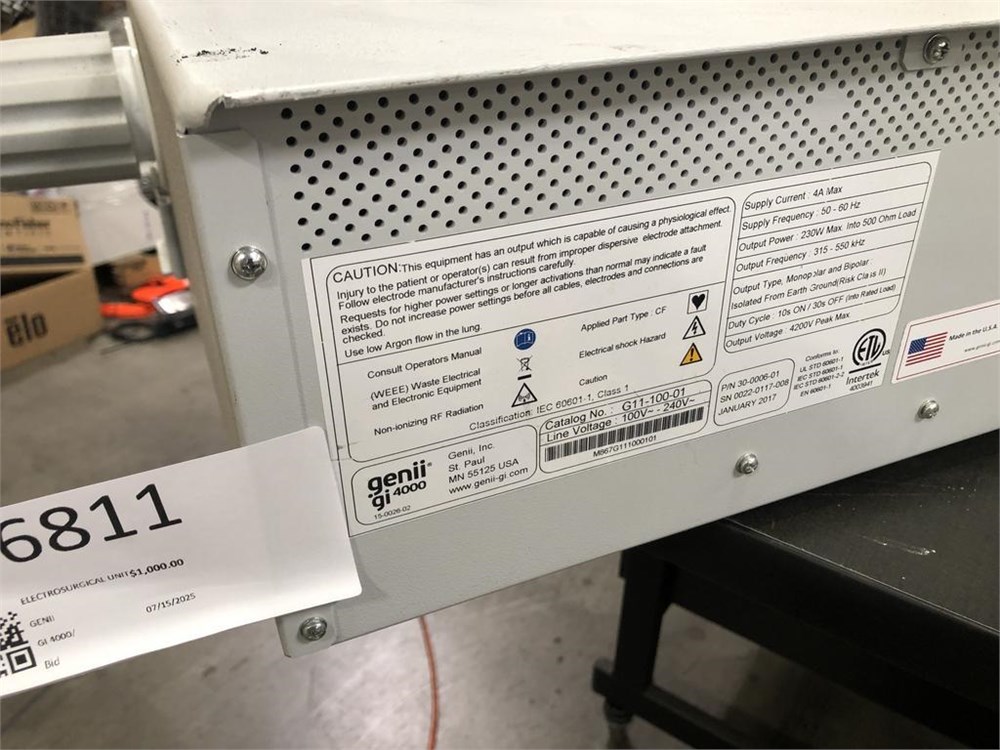 CAUTION: This equipment has an output which is capable of causing a physiological effect.
Injury to the patient or operator(s) can result from improper dispersive electrode attachment.
Follow electrode manufacturer's instructions carefully.
Requests for higher power settings or longer activations than normal may indicate a fault
exists. Do not increase power settings before all cables, electrodes and connections are
checked.
Use low Argon flow in the lung.
Consult Operators Manual
(WEEE) Waste Electrical
and Electronic Equipment
Non-ionizing RF Radiation
Applied Part Type : CF
Electrical shock Hazard
Caution
Classification: IEC 60601-1, Class 1
Supply Current : 4A Max
Supply Frequency : 50 - 60 Hz
Output Power : 230W Max. Into 500 Ohm Load
Output Frequency : 315 - 550 kHz
Output Type, Monoplar and Bipolar :
Isolated From Earth Ground(Risk Class II)
Duty Cycle : 10s ON / 30s OFF (Into Rated Load)
Output Voltage : 4200V Peak Max.
genii
gi 4000
15-0026-02
Genii, Inc.
St. Paul
MN 55125 USA
www.genii-gi.com
Catalog No. : G11-100-01
Line Voltage : 100V~ - 240V~
M867G111000101
P/N 30-0006-01
SN 0022-0117-008
JANUARY 2017
Conforms to:
UL STD 60601-1
IEC STD 60601-1
IEC STD 60601-2-2
EN 60601-1
ETL
US
Intertek
4003941
Made in the U.S.A.
6811
ELECTROSURGICAL UNIT $1,000.00
GENII
07/15/2025
GI 4000/
Bid
elo